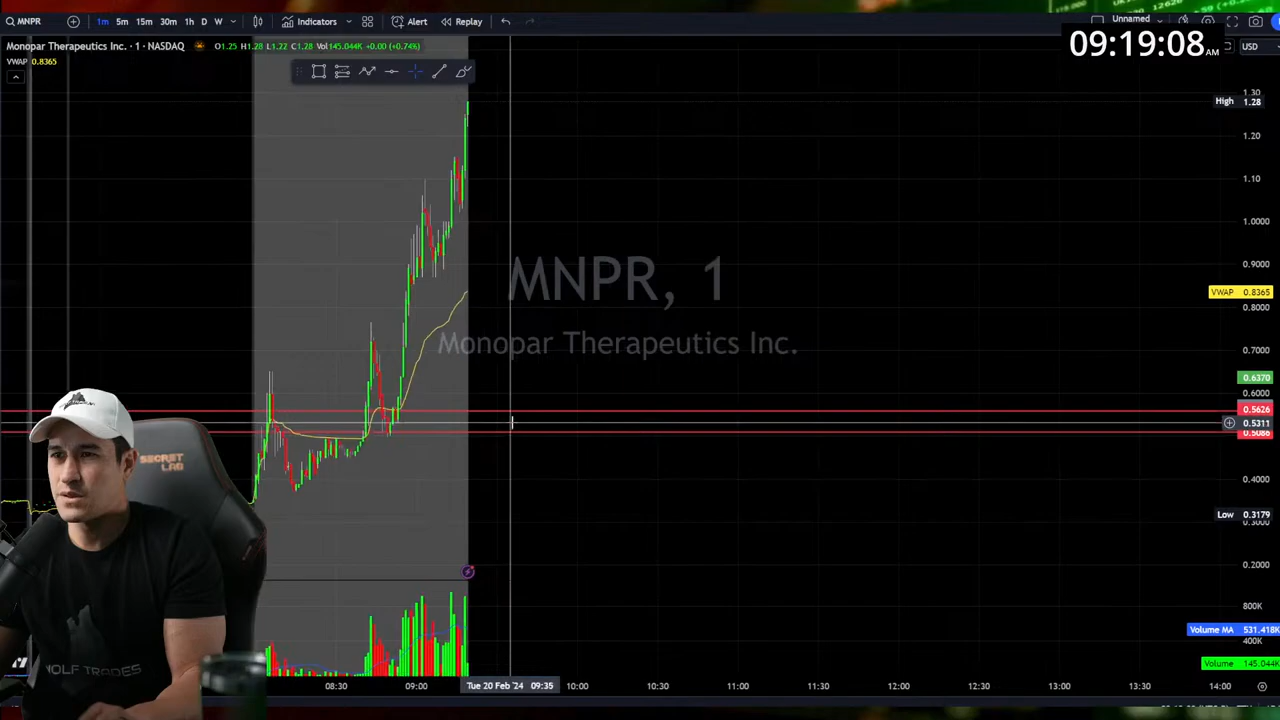 MNPR
1m 5m 15m 30m 1h D W
Indicators
Alert
Replay
Unnamed
09:19:08 AM
Monopar Therapeutics Inc. · 1 · NASDAQ
O1.25 H1.28 L1.22 C1.28 Vol145.044K +0.00 (+0.74%)
USD
VWAP 0.8365
1.30
High 1.28
1.20
1.10
1.0000
0.9000
MNPR, 1
Monopar Therapeutics Inc.
VWAP 0.8365
0.8000
0.7000
0.6370
0.6000
0.5626
0.5311
0.5086
0.4000
Low 0.3179
0.3000
0.2000
800K
Volume MA 531.418K
400K
Volume 145.044K
SECRET
LAB
WOLF TRADES
08:30 09:00 Tue 20 Feb '24 09:35 10:00 10:30 11:00 11:30 12:00 12:30 13:00 13:30 14:00